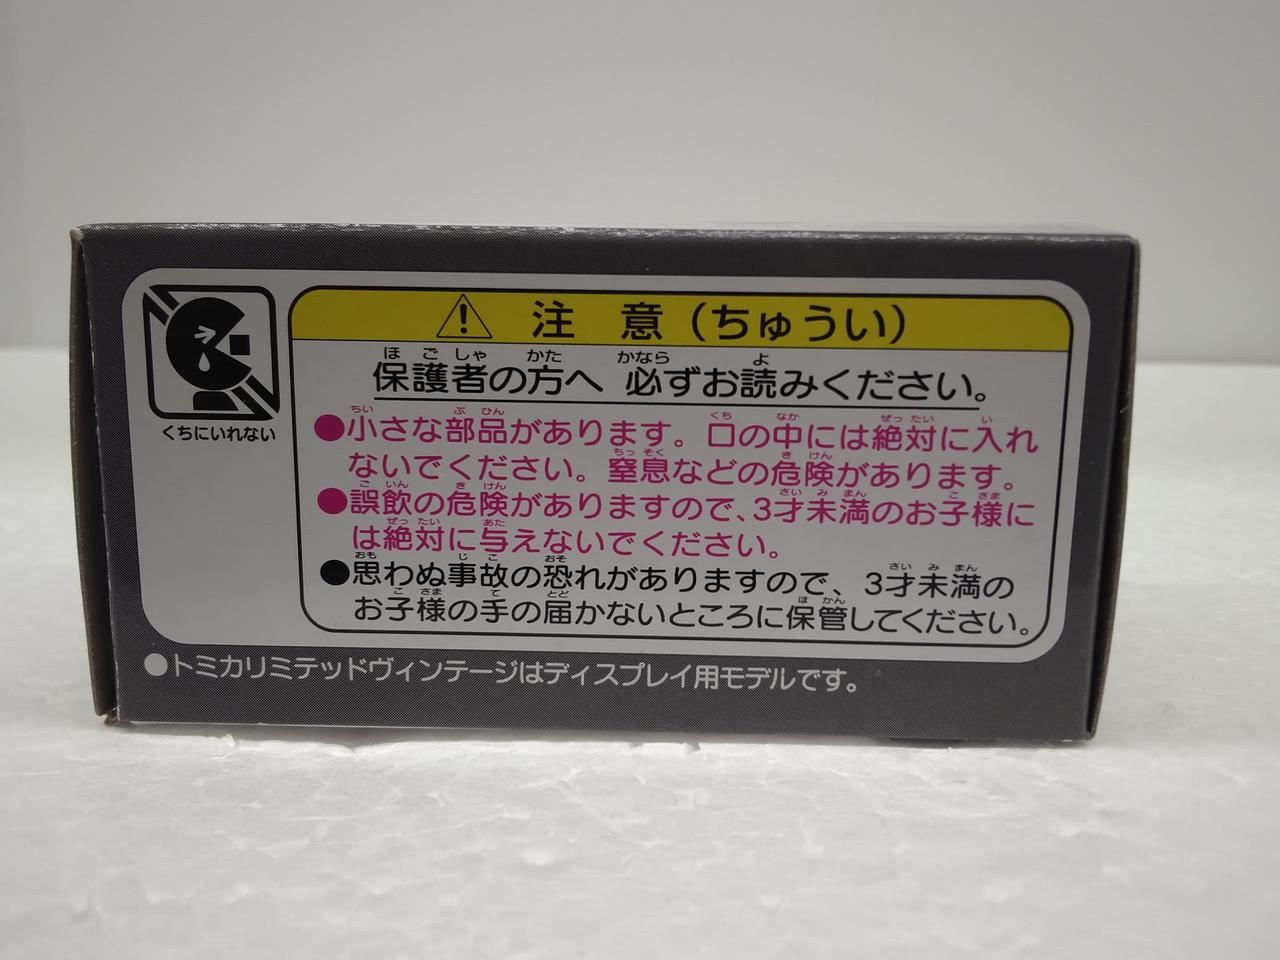 注 意（ちゅうい）
保護者の方へ 必ずお読みください。
くちにいれない
●小さな部品があります。口の中には絶対に入れ
ないでください。窒息などの危険があります。
●誤飲の危険がありますので、3才未満のお子様に
は絶対に与えないでください。
●思わぬ事故の恐れがありますので、3才未満の
お子様の手の届かないところに保管してください。
●トミカリミテッドヴィンテージはディスプレイ用モデルです。